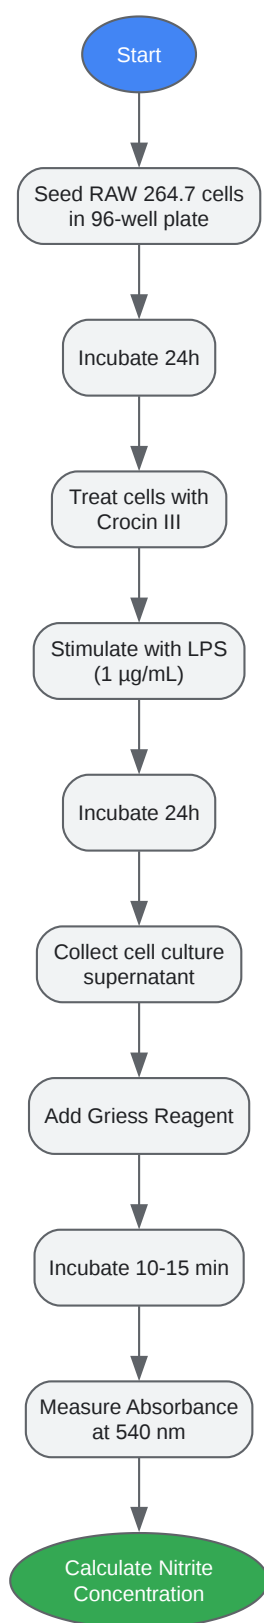 Start
Seed RAW 264.7 cells
in 96-well plate
Incubate 24h
Treat cells with
Crocin III
Stimulate with LPS
(1 µg/mL)
Incubate 24h
Collect cell culture
supernatant
Add Griess Reagent
Incubate 10-15 min
Measure Absorbance
at 540 nm
Calculate Nitrite
Concentration